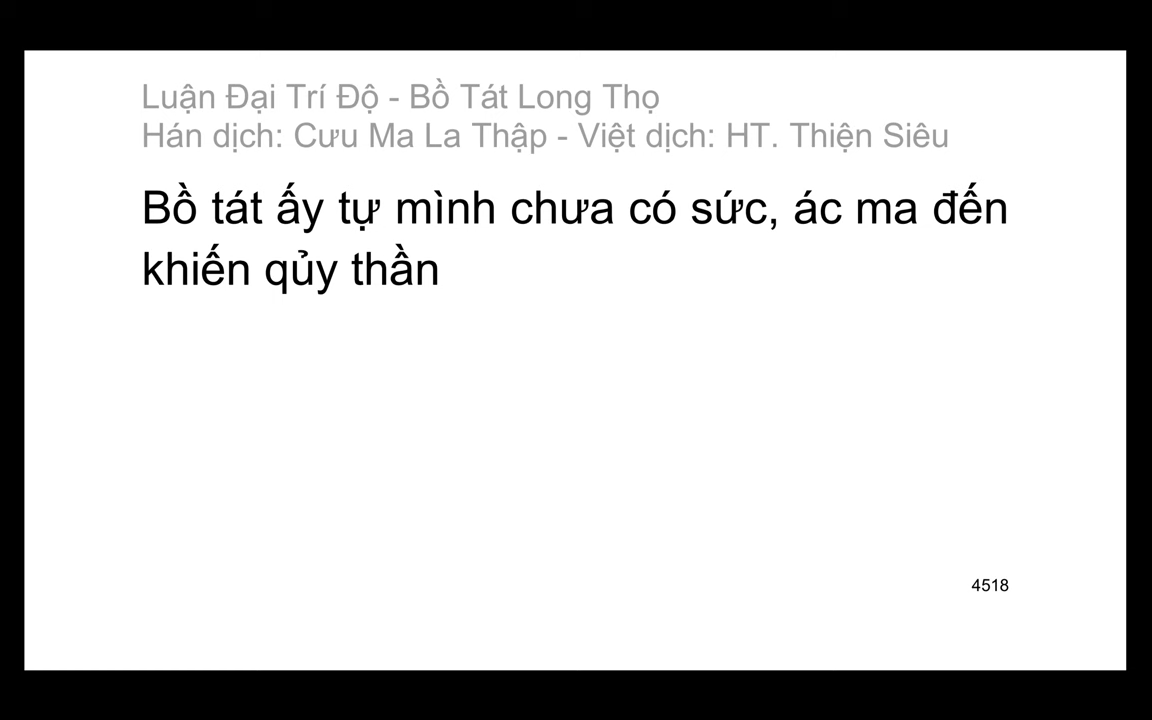 Luận Đại Trí Độ - Bồ Tát Long Thọ
Hán dịch: Cưu Ma La Thập - Việt dịch: HT. Thiện Siêu
Bồ tát ấy tự mình chưa có sức, ác ma đến
khiến qủy thần
4518